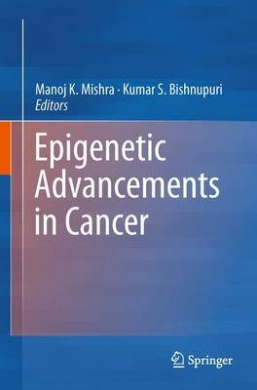 Manoj K. Mishra · Kumar S. Bishnupuri
Editors
Epigenetic
Advancements
in Cancer
Springer